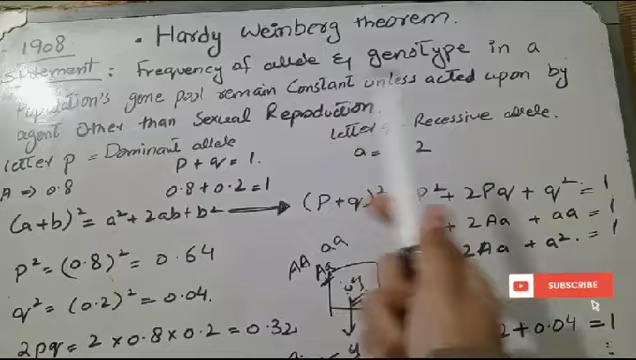 1908 • Hardy Weinberg theorem.
Statement: Frequency of allele & genotype in a
Population's gene pool remain Constant unless acted upon by
agent Other than Sexual Reproduction.
letter p = Dominant allele
letter Recessive allele.
p + q = 1.
a = 2
A => 0.8
0.8 + 0.2 = 1
(a+b)² = a² + 2ab + b² → (P+q)² P² + 2Pq + q² = 1
+ 2Aa + aa = 1
2Aa + a². = 1
P² = (0.8)² = 0.64
AA Aa aa
q² = (0.2)² = 0.04.
2pq = 2 × 0.8 × 0.2 = 0.32
2 + 0.04 = 1
SUBSCRIBE